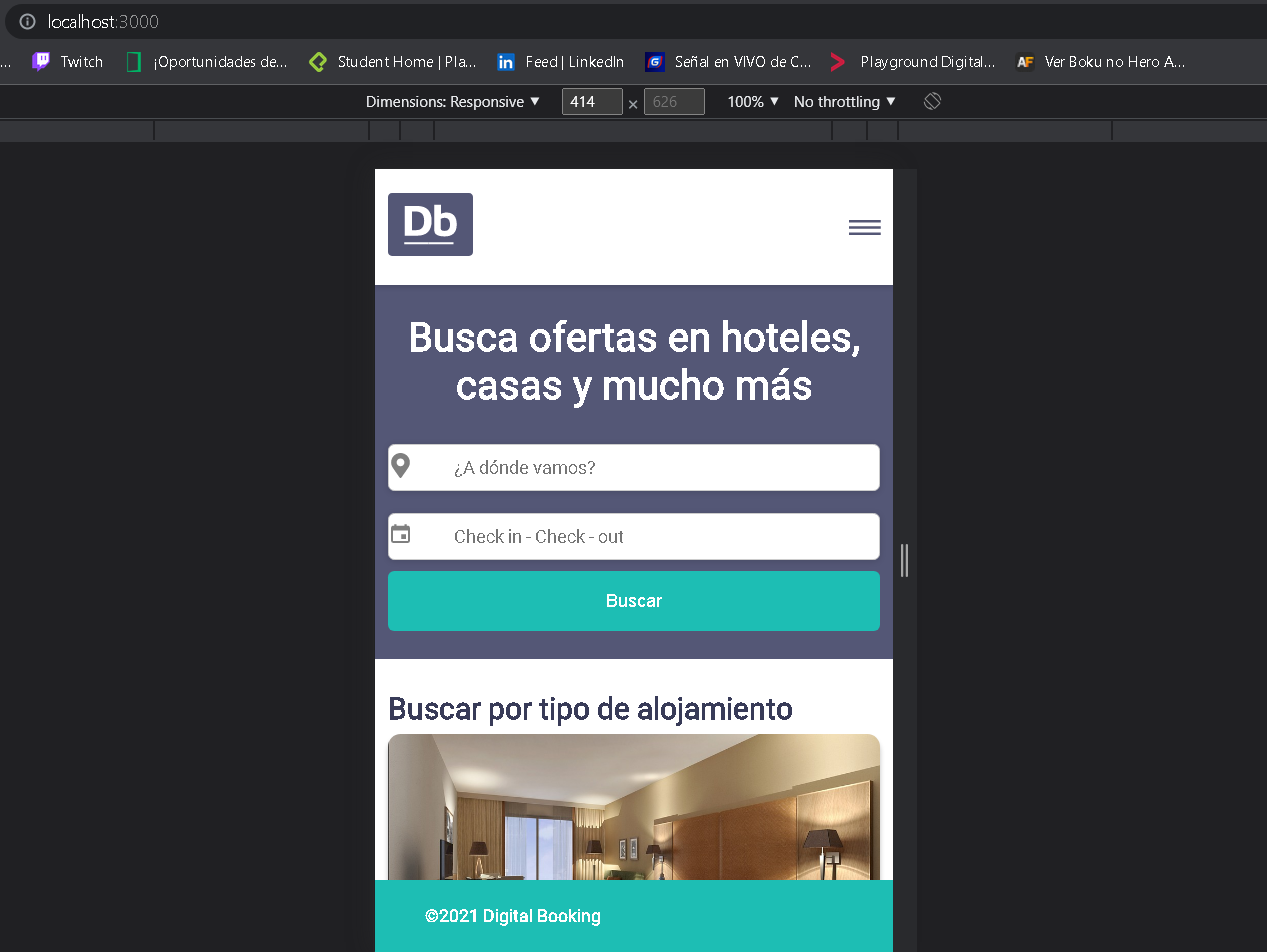 localhost:3000
... Twitch ¡Oportunidades de... Student Home | Pla... in Feed | LinkedIn G Señal en VIVO de C... Playground Digital... AF Ver Boku no Hero A...
Dimensions: Responsive 414 × 626 100% No throttling
Db
Busca ofertas en hoteles,
casas y mucho más
¿A dónde vamos?
Check in - Check - out
Buscar
Buscar por tipo de alojamiento
©2021 Digital Booking